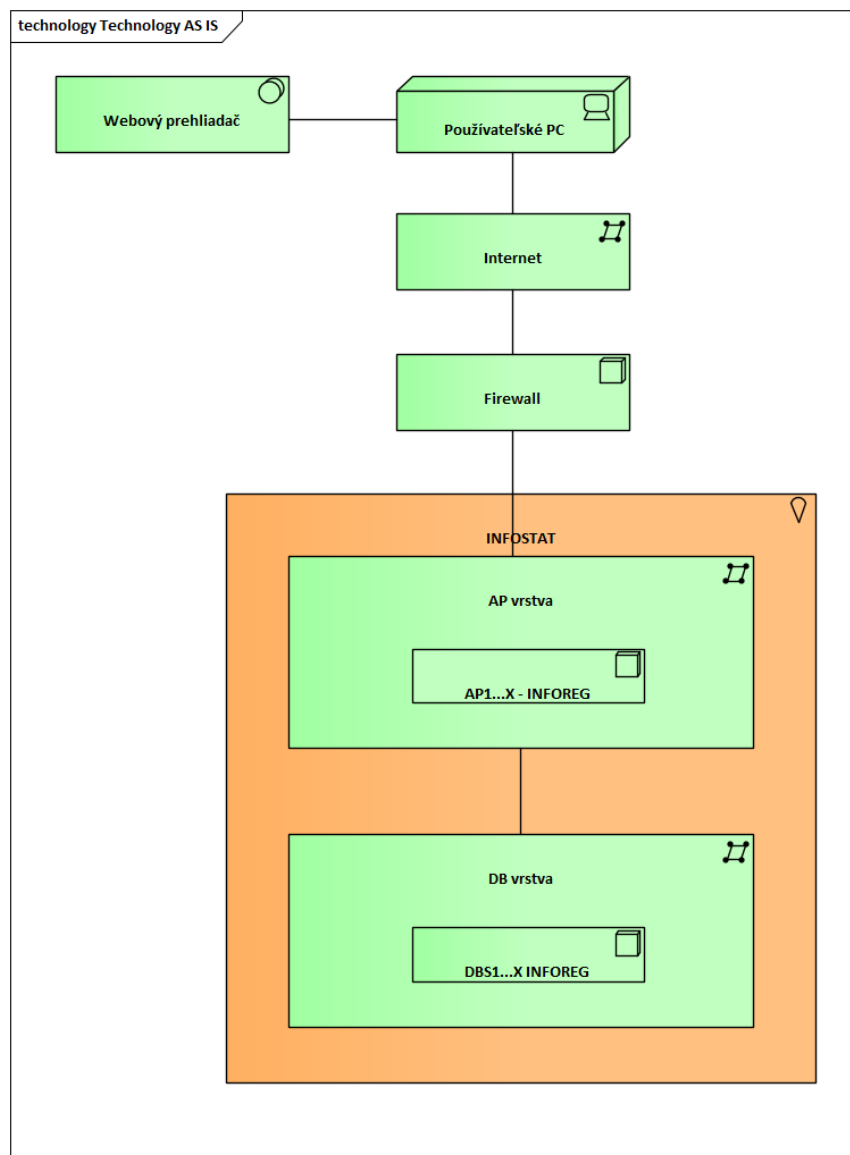 technology Technology AS IS
Webový prehliadač
Používateľské PC
Internet
Firewall
INFOSTAT
AP vrstva
AP1...X - INFOREG
DB vrstva
DBS1...X INFOREG